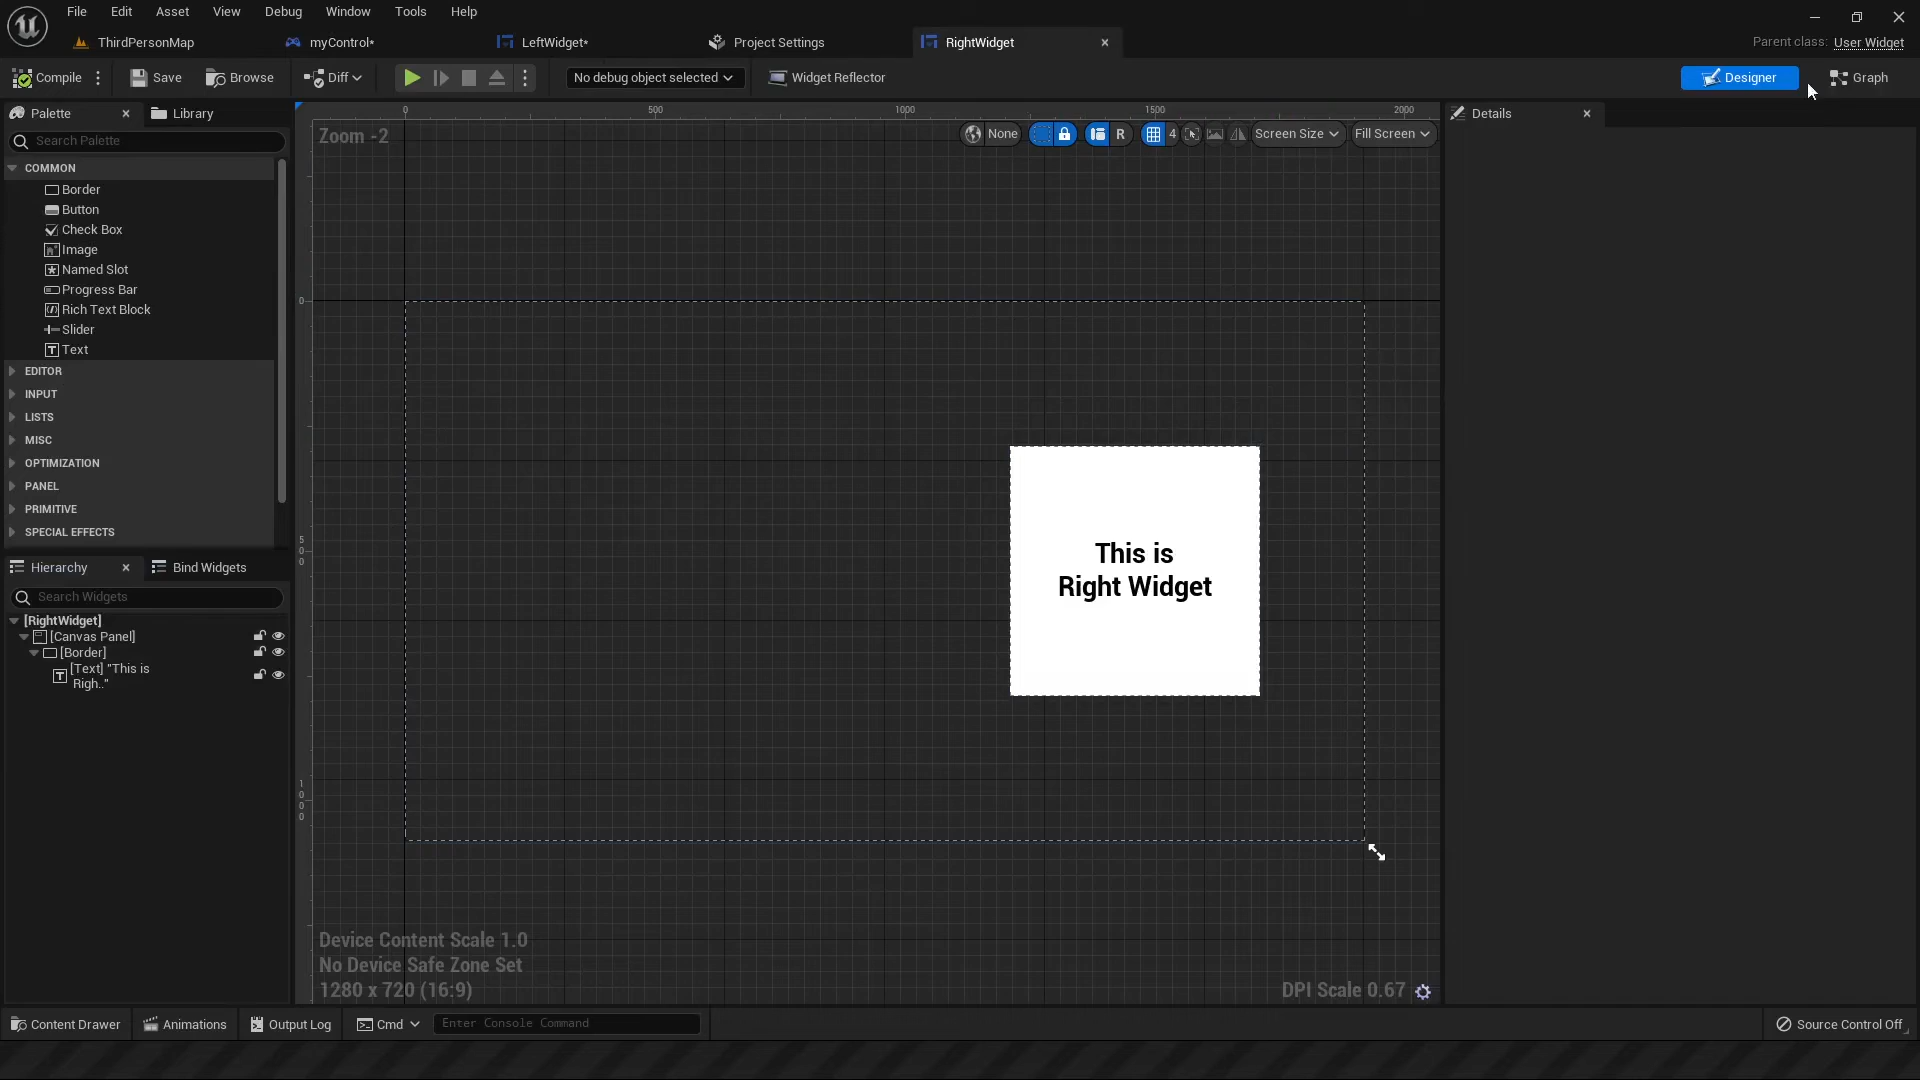 File Edit Asset View Debug Window Tools Help
ThirdPersonMap myControl* LeftWidget* Project Settings RightWidget
Parent class: User Widget
Compile Save Browse Diff No debug object selected Widget Reflector Designer Graph
Palette Library
Details
Search Palette
COMMON
Border
Button
Check Box
Image
Named Slot
Progress Bar
Rich Text Block
Slider
Text
EDITOR
INPUT
LISTS
MISC
OPTIMIZATION
PANEL
PRIMITIVE
SPECIAL EFFECTS
Hierarchy Bind Widgets
Search Widgets
[RightWidget]
[Canvas Panel]
[Border]
[Text] "This is
Righ.."
0 500 1000 1500 2000
Zoom -2
None R 4 Screen Size Fill Screen
0
500
1000
This is
Right Widget
Device Content Scale 1.0
No Device Safe Zone Set
1280 x 720 (16:9)
DPI Scale 0.67
Content Drawer Animations Output Log Cmd Enter Console Command Source Control Off